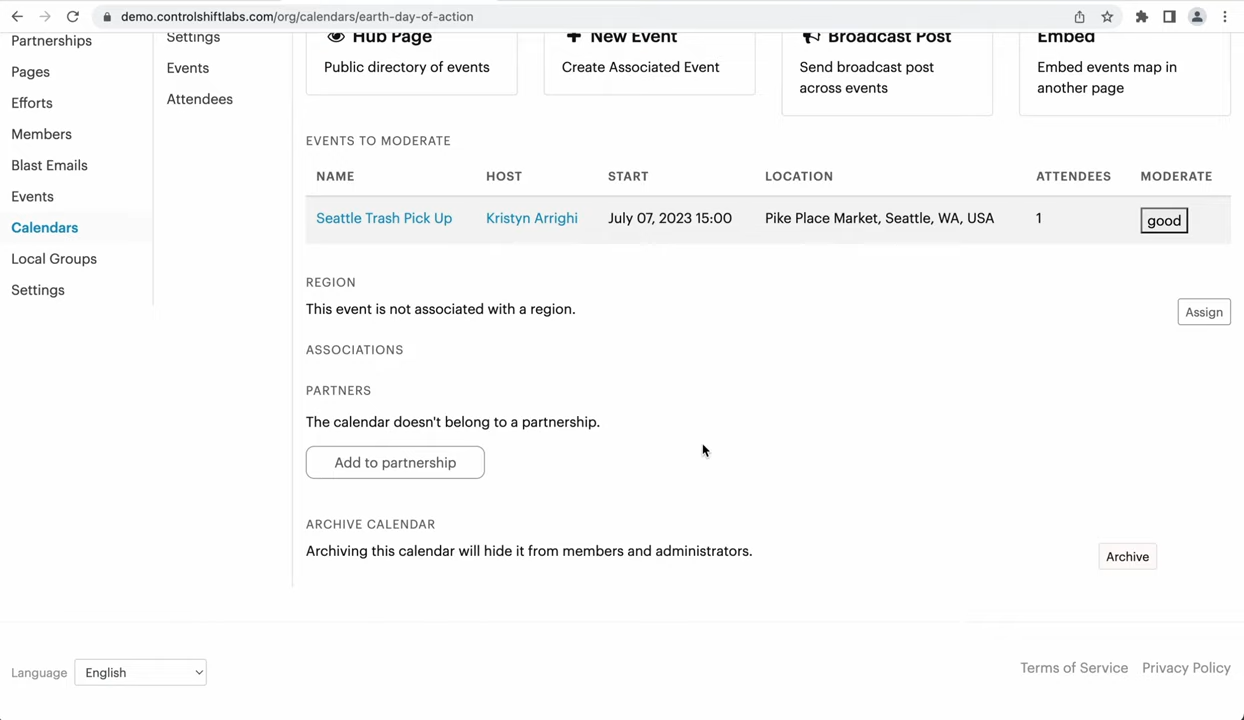 demo.controlshiftlabs.com/org/calendars/earth-day-of-action
Partnerships
Pages
Efforts
Members
Blast Emails
Events
Calendars
Local Groups
Settings
Settings
Events
Attendees
Hub Page
Public directory of events
New Event
Create Associated Event
Broadcast Post
Send broadcast post
across events
Embed
Embed events map in
another page
EVENTS TO MODERATE
NAME HOST START LOCATION ATTENDEES MODERATE
Seattle Trash Pick Up Kristyn Arrighi July 07, 2023 15:00 Pike Place Market, Seattle, WA, USA 1 good
REGION
This event is not associated with a region.
Assign
ASSOCIATIONS
PARTNERS
The calendar doesn't belong to a partnership.
Add to partnership
ARCHIVE CALENDAR
Archiving this calendar will hide it from members and administrators.
Archive
Language English
Terms of Service Privacy Policy